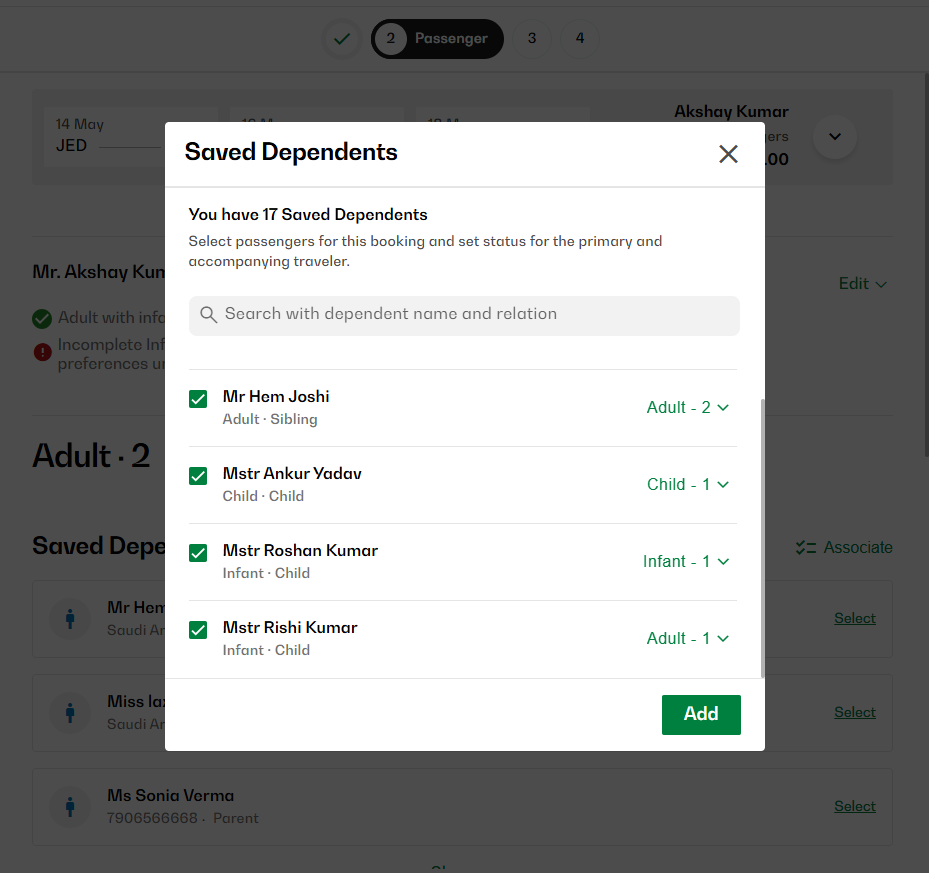 2 Passenger 3 4
Akshay Kumar
14 May
JED
.00
Saved Dependents
You have 17 Saved Dependents
Select passengers for this booking and set status for the primary and
accompanying traveler.
Mr. Akshay Kum
Edit
Search with dependent name and relation
Adult with infa
Incomplete Inf
preferences u
Mr Hem Joshi
Adult · Sibling
Adult - 2
Adult · 2
Mstr Ankur Yadav
Child · Child
Child - 1
Saved Depe
Associate
Mstr Roshan Kumar
Infant · Child
Infant - 1
Mr Hem
Saudi Ar
Select
Mstr Rishi Kumar
Infant · Child
Adult - 1
Miss
Saudi Ar
Select
Add
Ms Sonia Verma
7906566668 · Parent
Select